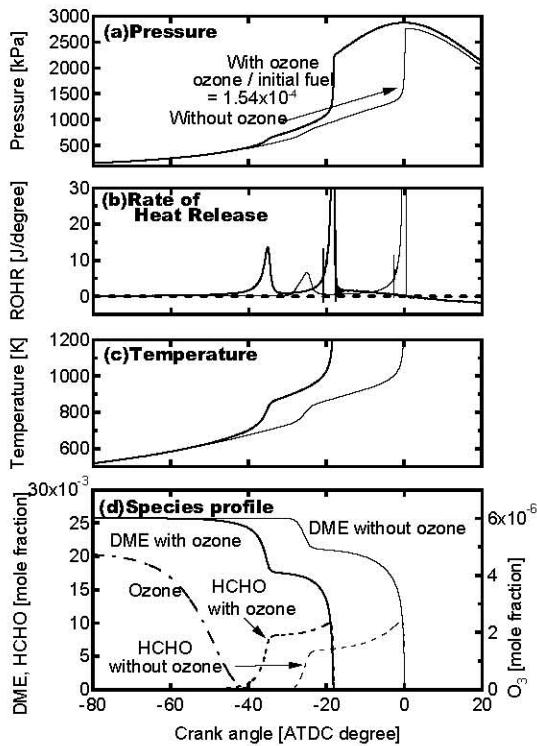 3000
(a)Pressure
2500
2000
1500
1000
500
Pressure [kPa]
With ozone
ozone / initial fuel
= 1.54x10-4
Without ozone
30
(b)Rate of
Heat Release
20
10
0
ROHR [J/degree]
1200
(c)Temperature
1000
800
600
Temperature [K]
30x10-3
(d)Species profile
25
20
15
10
5
0
DME, HCHO [mole fraction]
DME without ozone
DME with ozone
Ozone
HCHO
with ozone
HCHO
without ozone
6x10-6
4
2
0
O3 [mole fraction]
-80 -60 -40 -20 0 20
Crank angle [ATDC degree]